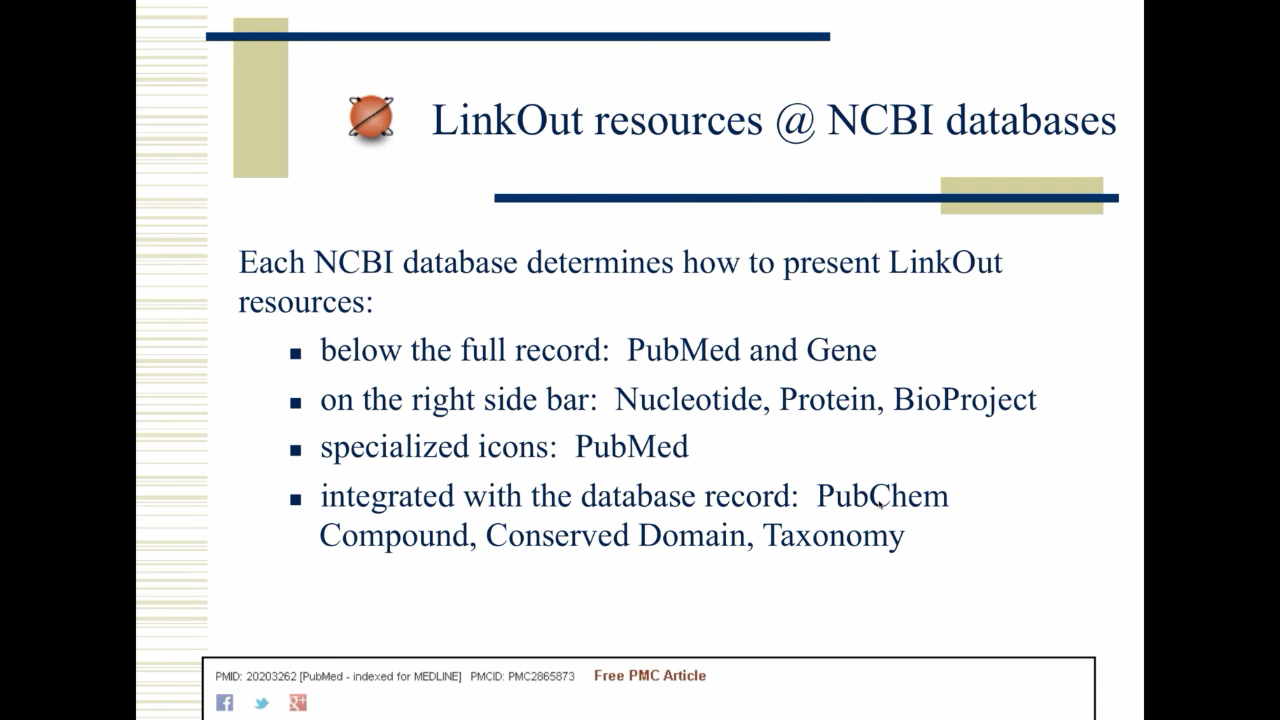 LinkOut resources @ NCBI databases
Each NCBI database determines how to present LinkOut
resources:
below the full record: PubMed and Gene
on the right side bar: Nucleotide, Protein, BioProject
specialized icons: PubMed
integrated with the database record: PubChem
Compound, Conserved Domain, Taxonomy
PMID: 20203262 [PubMed - indexed for MEDLINE] PMCID: PMC2865873 Free PMC Article